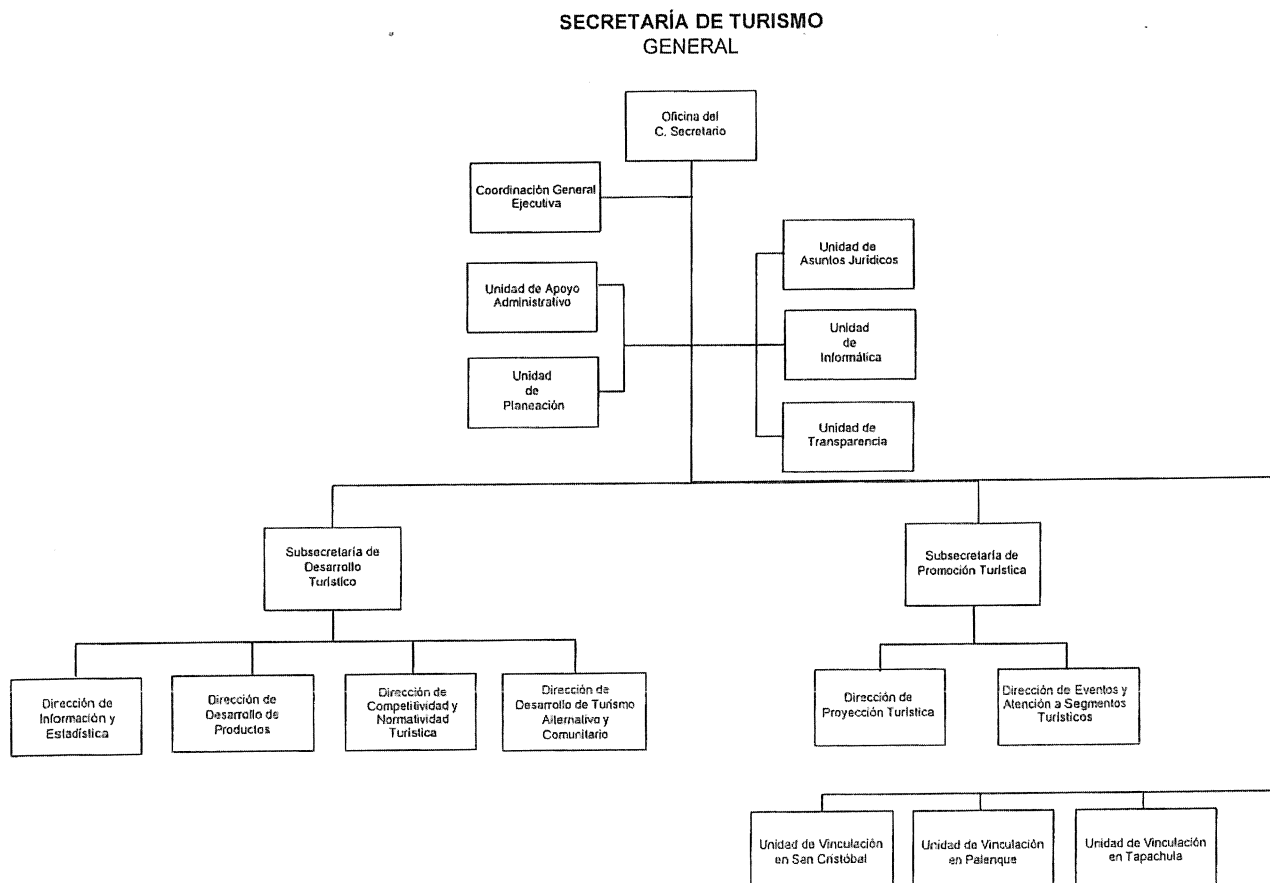 SECRETARÍA DE TURISMO
GENERAL
Oficina del
C. Secretario
Coordinación General
Ejecutiva
Unidad de
Asuntos Jurídicos
Unidad de Apoyo
Administrativo
Unidad
de
Informática
Unidad
de
Planeación
Unidad de
Transparencia
Subsecretaría de
Desarrollo
Turístico
Subsecretaría de
Promoción Turística
Dirección de
Información y
Estadística
Dirección de
Desarrollo de
Productos
Dirección de
Competitividad y
Normatividad
Turística
Dirección de
Desarrollo de Turismo
Alternativo y
Comunitario
Dirección de
Proyección Turística
Dirección de Eventos y
Atención a Segmentos
Turísticos
Unidad de Vinculación
en San Cristóbal
Unidad de Vinculación
en Palenque
Unidad de Vinculación
en Tapachula